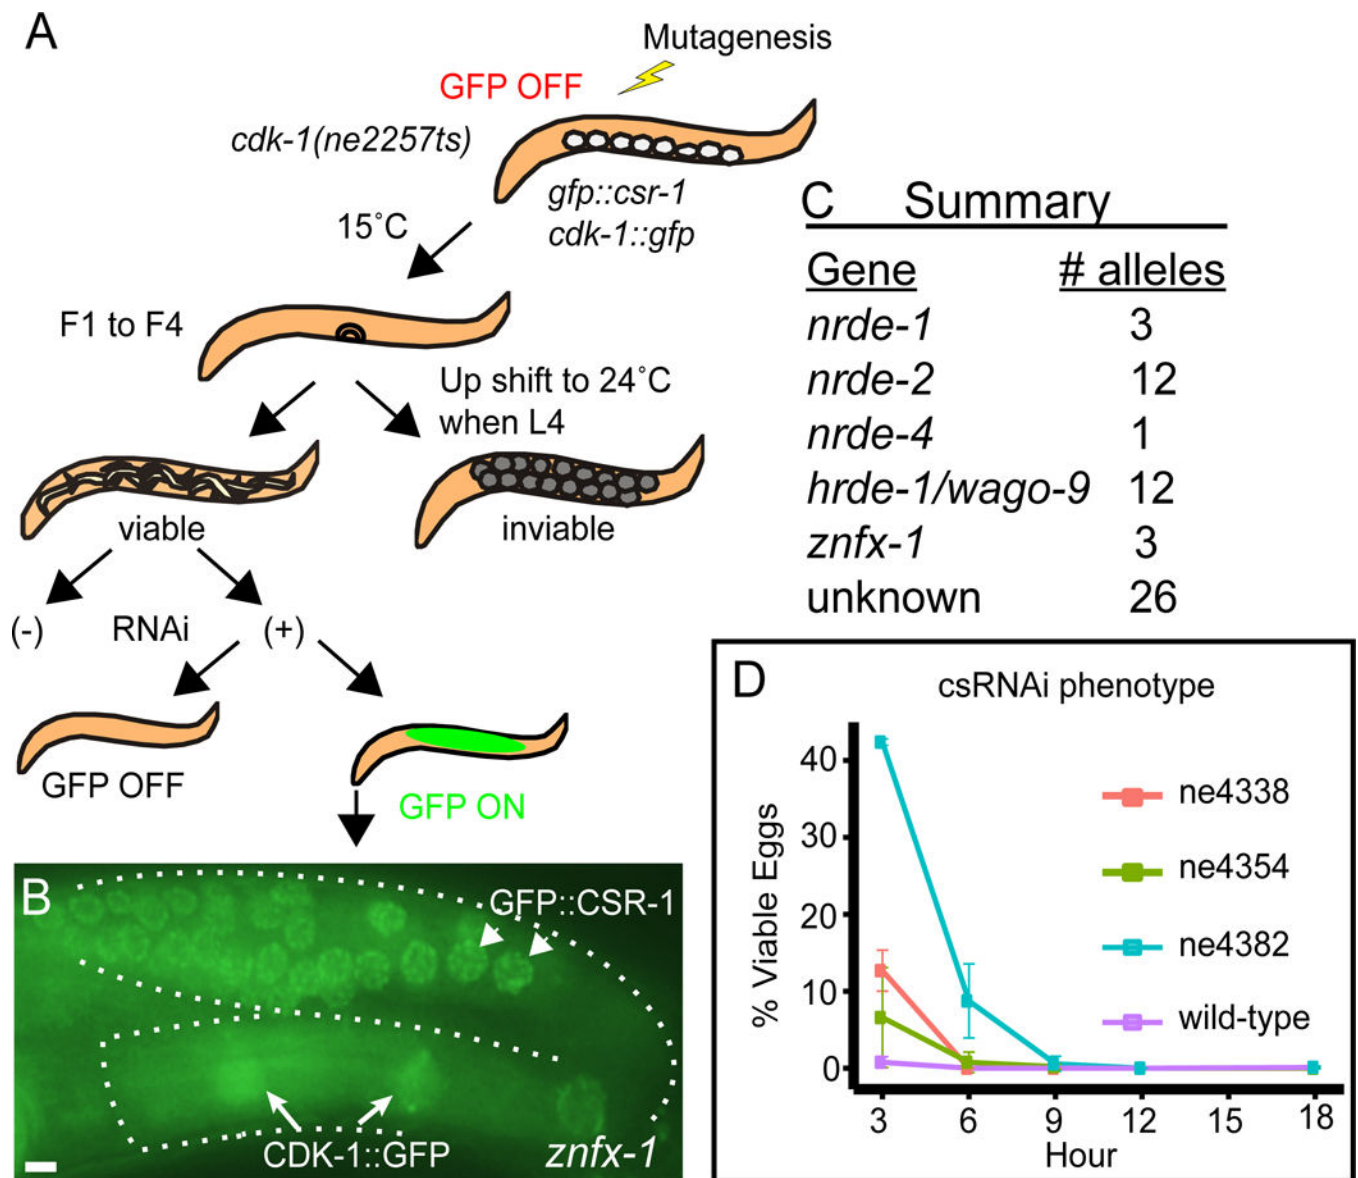 A
Mutagenesis
GFP OFF
cdk-1(ne2257ts)
gfp::csr-1
cdk-1::gfp
15˚C
F1 to F4
Up shift to 24˚C
when L4
viable
inviable
(-) RNAi (+)
GFP OFF
GFP ON
B
GFP::CSR-1
CDK-1::GFP
znfx-1
C Summary
Gene # alleles
nrde-1 3
nrde-2 12
nrde-4 1
hrde-1/wago-9 12
znfx-1 3
unknown 26
D
csRNAi phenotype
% Viable Eggs
40
30
20
10
0
3 6 9 12 15 18
Hour
ne4338
ne4354
ne4382
wild-type